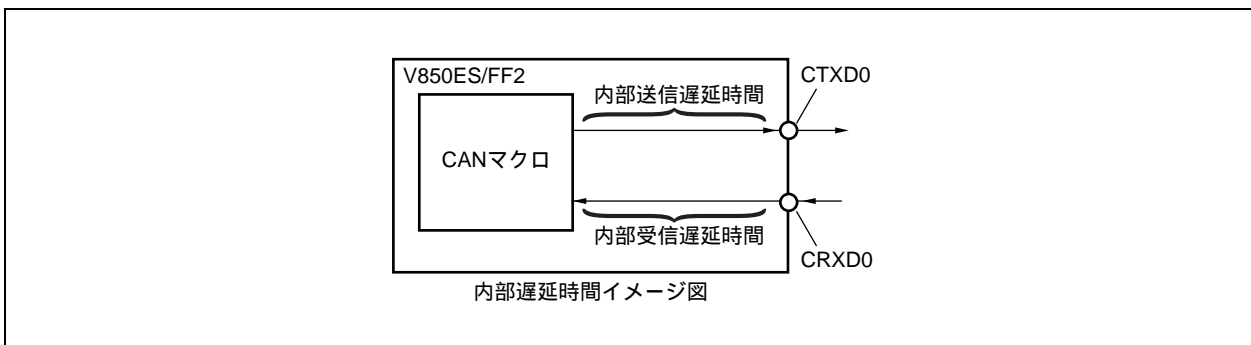 V850ES/FF2
CTXD0
内部送信遅延時間
CANマクロ
内部受信遅延時間
CRXD0
内部遅延時間イメージ図